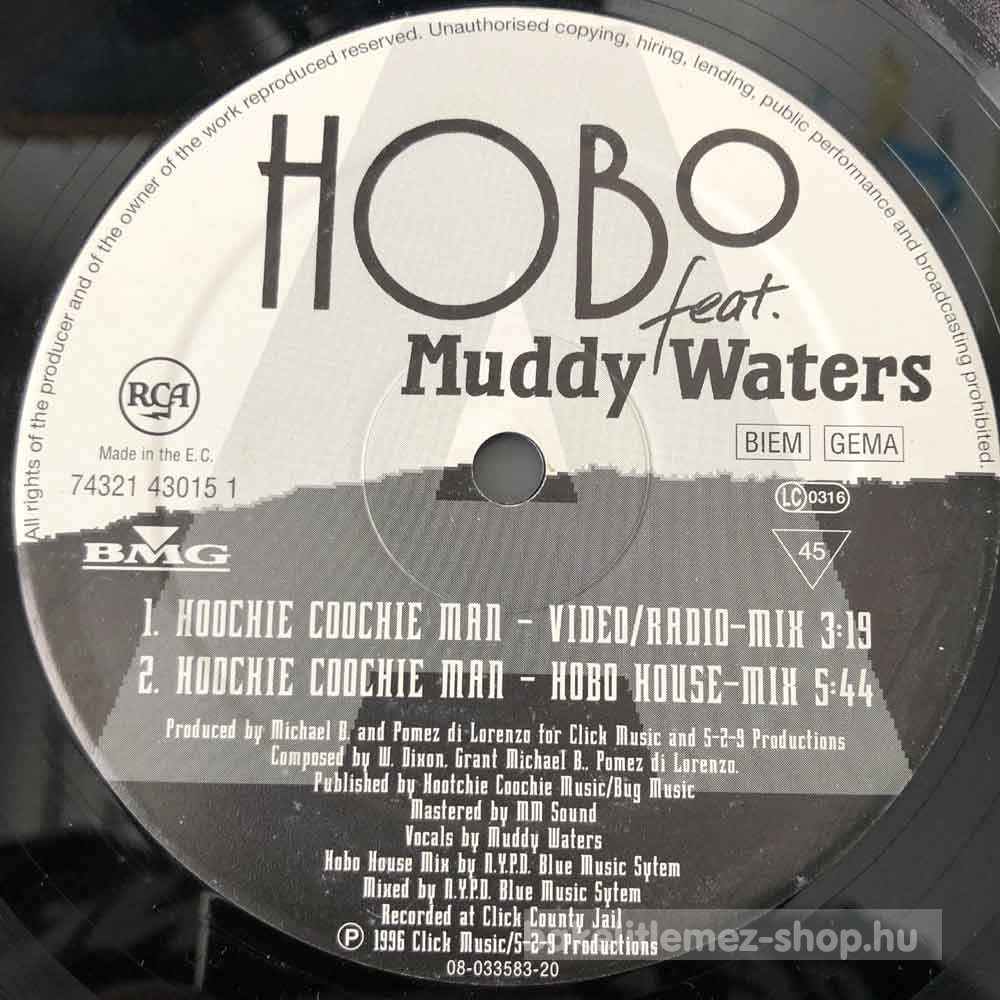 All rights of the producer and of the owner of the work reproduced reserved. Unauthorised copying, hiring, lending, public performance and broadcasting prohibited.
HOBO
feat.
Muddy Waters
RCA
BIEM GEMA
Made in the E.C.
74321 43015 1
LC 0316
BMG
45
1. HOOCHIE COOCHIE MAN - VIDEO/RADIO-MIX 3:19
2. HOOCHIE COOCHIE MAN - HOBO HOUSE-MIX 5:44
Produced by Michael B. and Pomez di Lorenzo for Click Music and S-2-9 Productions
Composed by W. Dixon. Grant Michael B.. Pomez di Lorenzo.
Published by Hootchie Coochie Music/Bug Music
Mastered by MM Sound
Vocals by Muddy Waters
Hobo House Mix by N.Y.P.D. Blue Music Sytem
Mixed by N.Y.P.D. Blue Music Sytem
Recorded at Click County Jail
℗ 1996 Click Music/S-2-9 Productions
08-033583-20